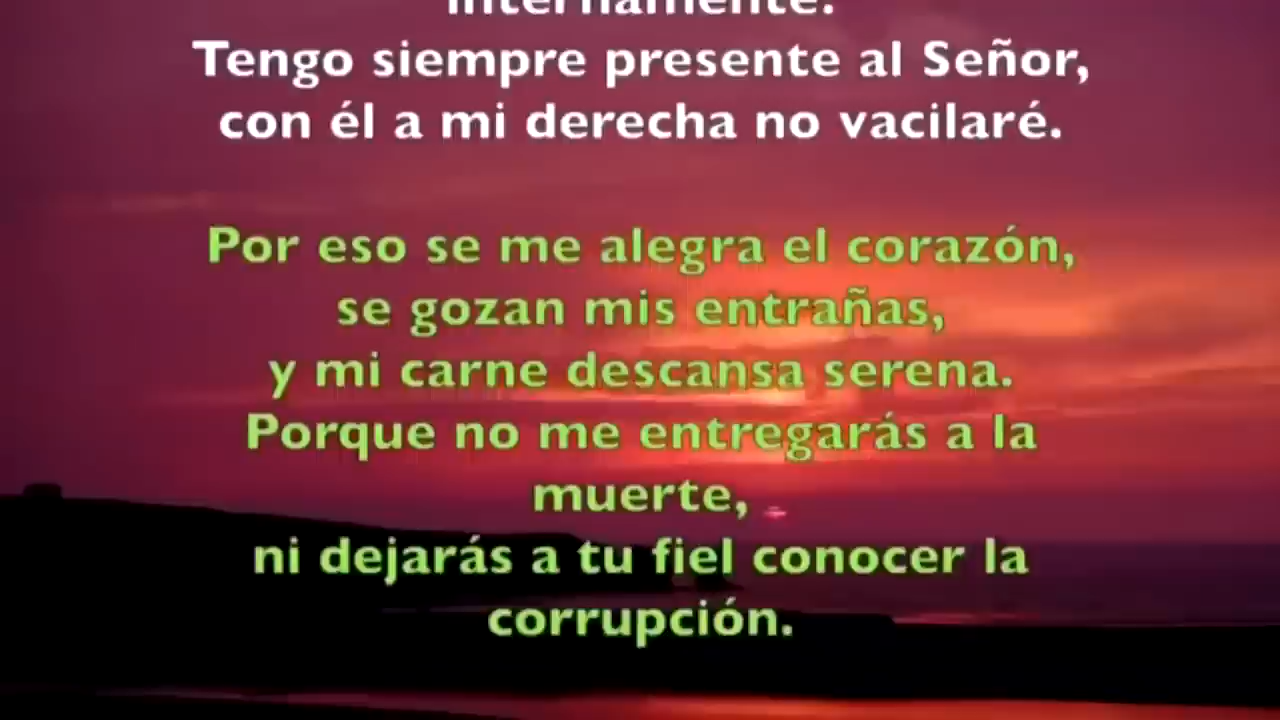 internamente.
Tengo siempre presente al Señor,
con él a mi derecha no vacilaré.
Por eso se me alegra el corazón,
se gozan mis entrañas,
y mi carne descansa serena.
Porque no me entregarás a la
muerte,
ni dejarás a tu fiel conocer la
corrupción.